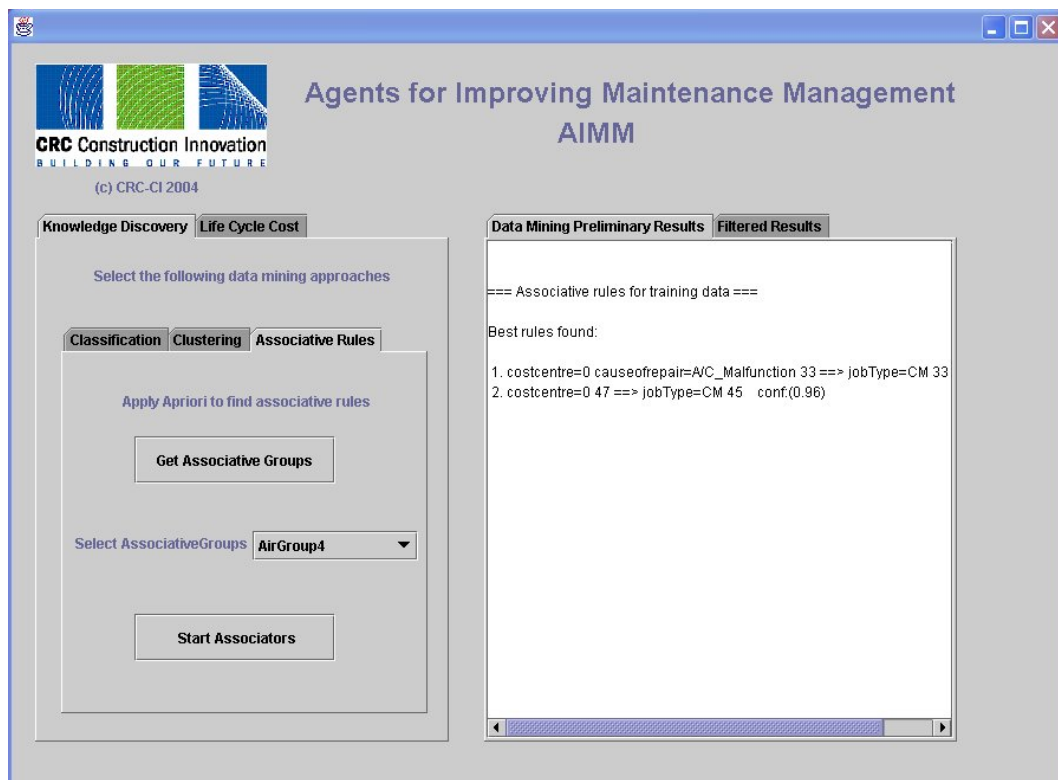 CRC Construction Innovation
BUILDING OUR FUTURE
(c) CRC-CI 2004
Agents for Improving Maintenance Management
AIMM
Knowledge Discovery Life Cycle Cost
Select the following data mining approaches
Classification Clustering Associative Rules
Apply Apriori to find associative rules
Get Associative Groups
Select AssociativeGroups AirGroup4
Start Associators
Data Mining Preliminary Results Filtered Results
=== Associative rules for training data ===
Best rules found:
1. costcentre=0 causeofrepair=A/C_Malfunction 33 ==> jobType=CM 33
2. costcentre=0 47 ==> jobType=CM 45 conf:(0.96)